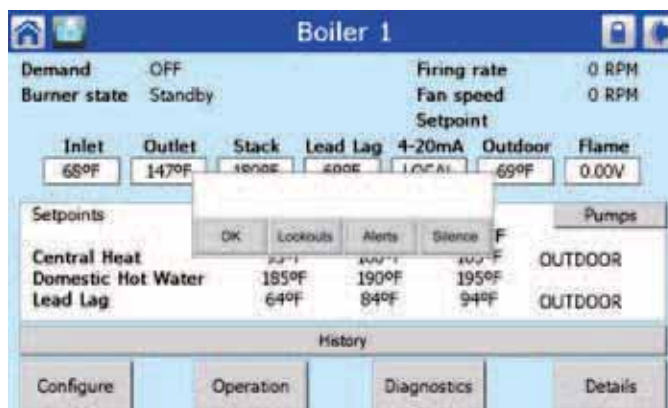 Boiler 1
Demand OFF Firing rate 0 RPM
Burner state Standby Fan speed 0 RPM
Setpoint
Inlet Outlet Stack Lead Lag 4-20mA Outdoor Flame
68ºF 147ºF LOCAL 69ºF 0.00V
Setpoints Pumps
OK Lockouts Alerts Silence F
Central Heat OUTDOOR
Domestic Hot Water 185ºF 190ºF 195ºF
Lead Lag 64ºF 84ºF 94ºF OUTDOOR
History
Configure Operation Diagnostics Details